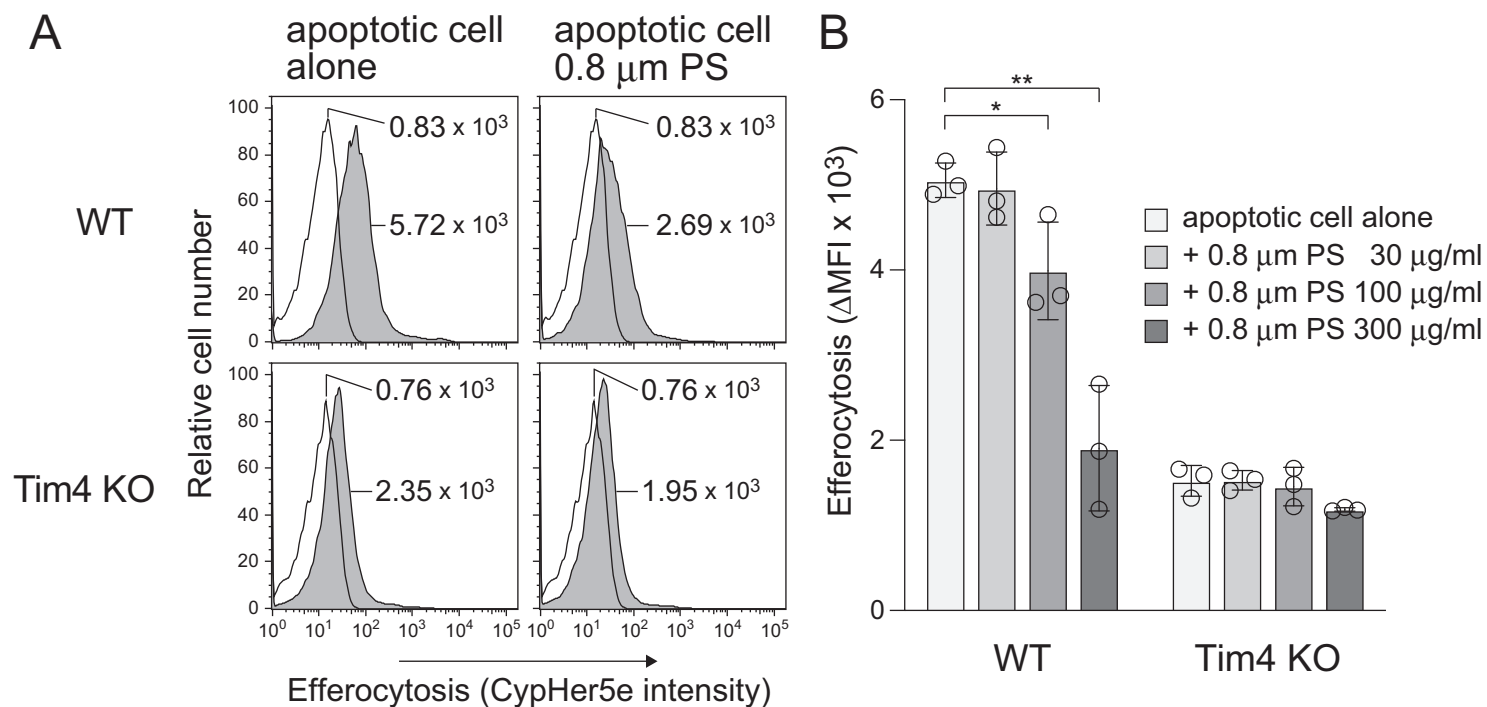 A
apoptotic cell
alone
apoptotic cell
0.8 μm PS
WT
Tim4 KO
Relative cell number
100
80
60
40
20
0
0.83 x 10³
5.72 x 10³
0.83 x 10³
2.69 x 10³
100
80
60
40
20
0
0.76 x 10³
2.35 x 10³
0.76 x 10³
1.95 x 10³
10⁰ 10¹ 10² 10³ 10⁴ 10⁵
10⁰ 10¹ 10² 10³ 10⁴ 10⁵
Efferocytosis (CypHer5e intensity)
B
Efferocytosis (ΔMFI x 10³)
6
4
2
0
**
*
apoptotic cell alone
+ 0.8 μm PS 30 μg/ml
+ 0.8 μm PS 100 μg/ml
+ 0.8 μm PS 300 μg/ml
WT
Tim4 KO